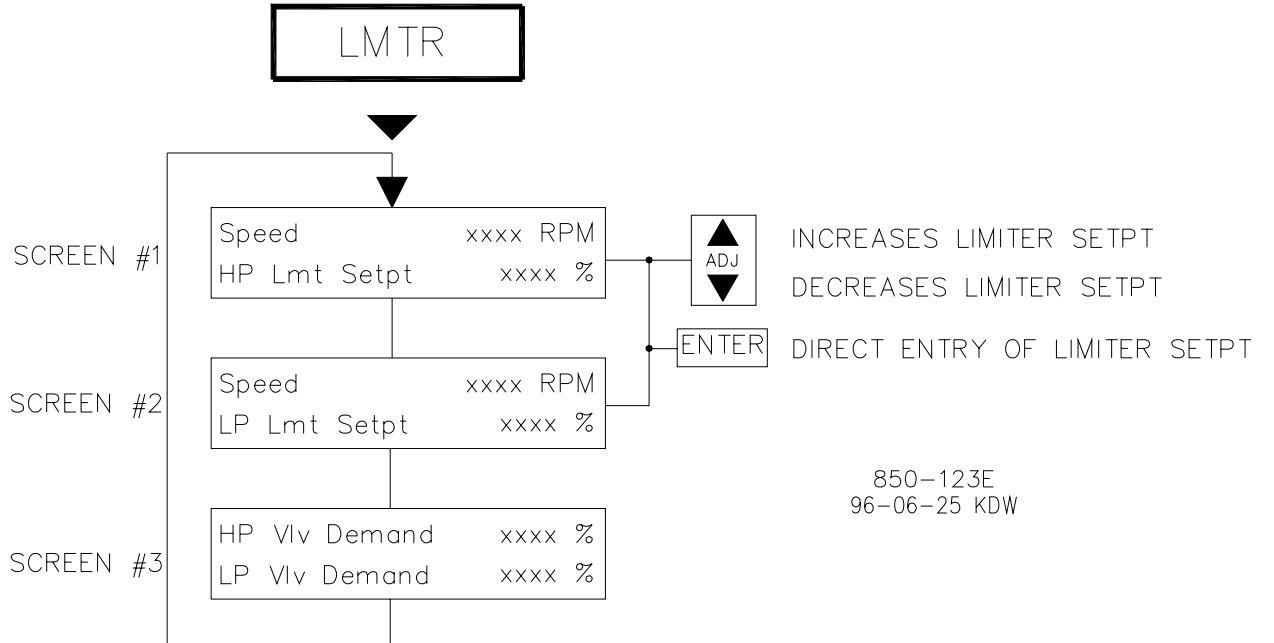 LMTR
SCREEN #1
Speed xxxx RPM
HP Lmt Setpt xxxx %
ADJ
INCREASES LIMITER SETPT
DECREASES LIMITER SETPT
ENTER DIRECT ENTRY OF LIMITER SETPT
SCREEN #2
Speed xxxx RPM
LP Lmt Setpt xxxx %
850-123E
96-06-25 KDW
SCREEN #3
HP Vlv Demand xxxx %
LP Vlv Demand xxxx %